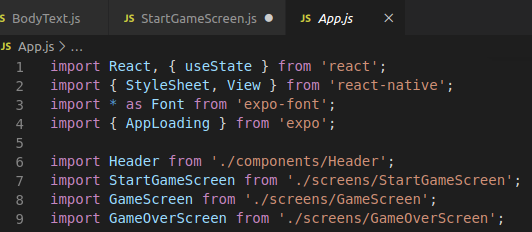 BodyText.js
JS StartGameScreen.js
JS App.js
JS App.js > ...
1 import React, { useState } from 'react';
2 import { StyleSheet, View } from 'react-native';
3 import * as Font from 'expo-font';
4 import { AppLoading } from 'expo';
5
6 import Header from './components/Header';
7 import StartGameScreen from './screens/StartGameScreen';
8 import GameScreen from './screens/GameScreen';
9 import GameOverScreen from './screens/GameOverScreen';